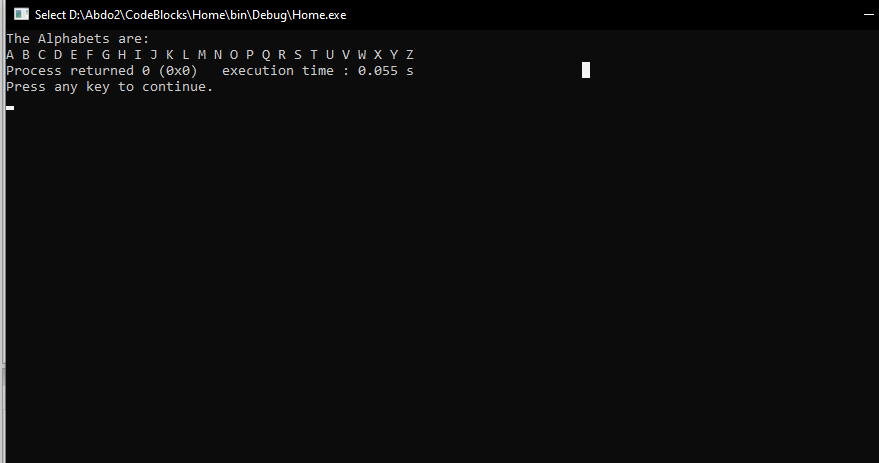 Select D:\Abdo2\CodeBlocks\Home\bin\Debug\Home.exe
The Alphabets are:
A B C D E F G H I J K L M N O P Q R S T U V W X Y Z
Process returned 0 (0x0)   execution time : 0.055 s
Press any key to continue.